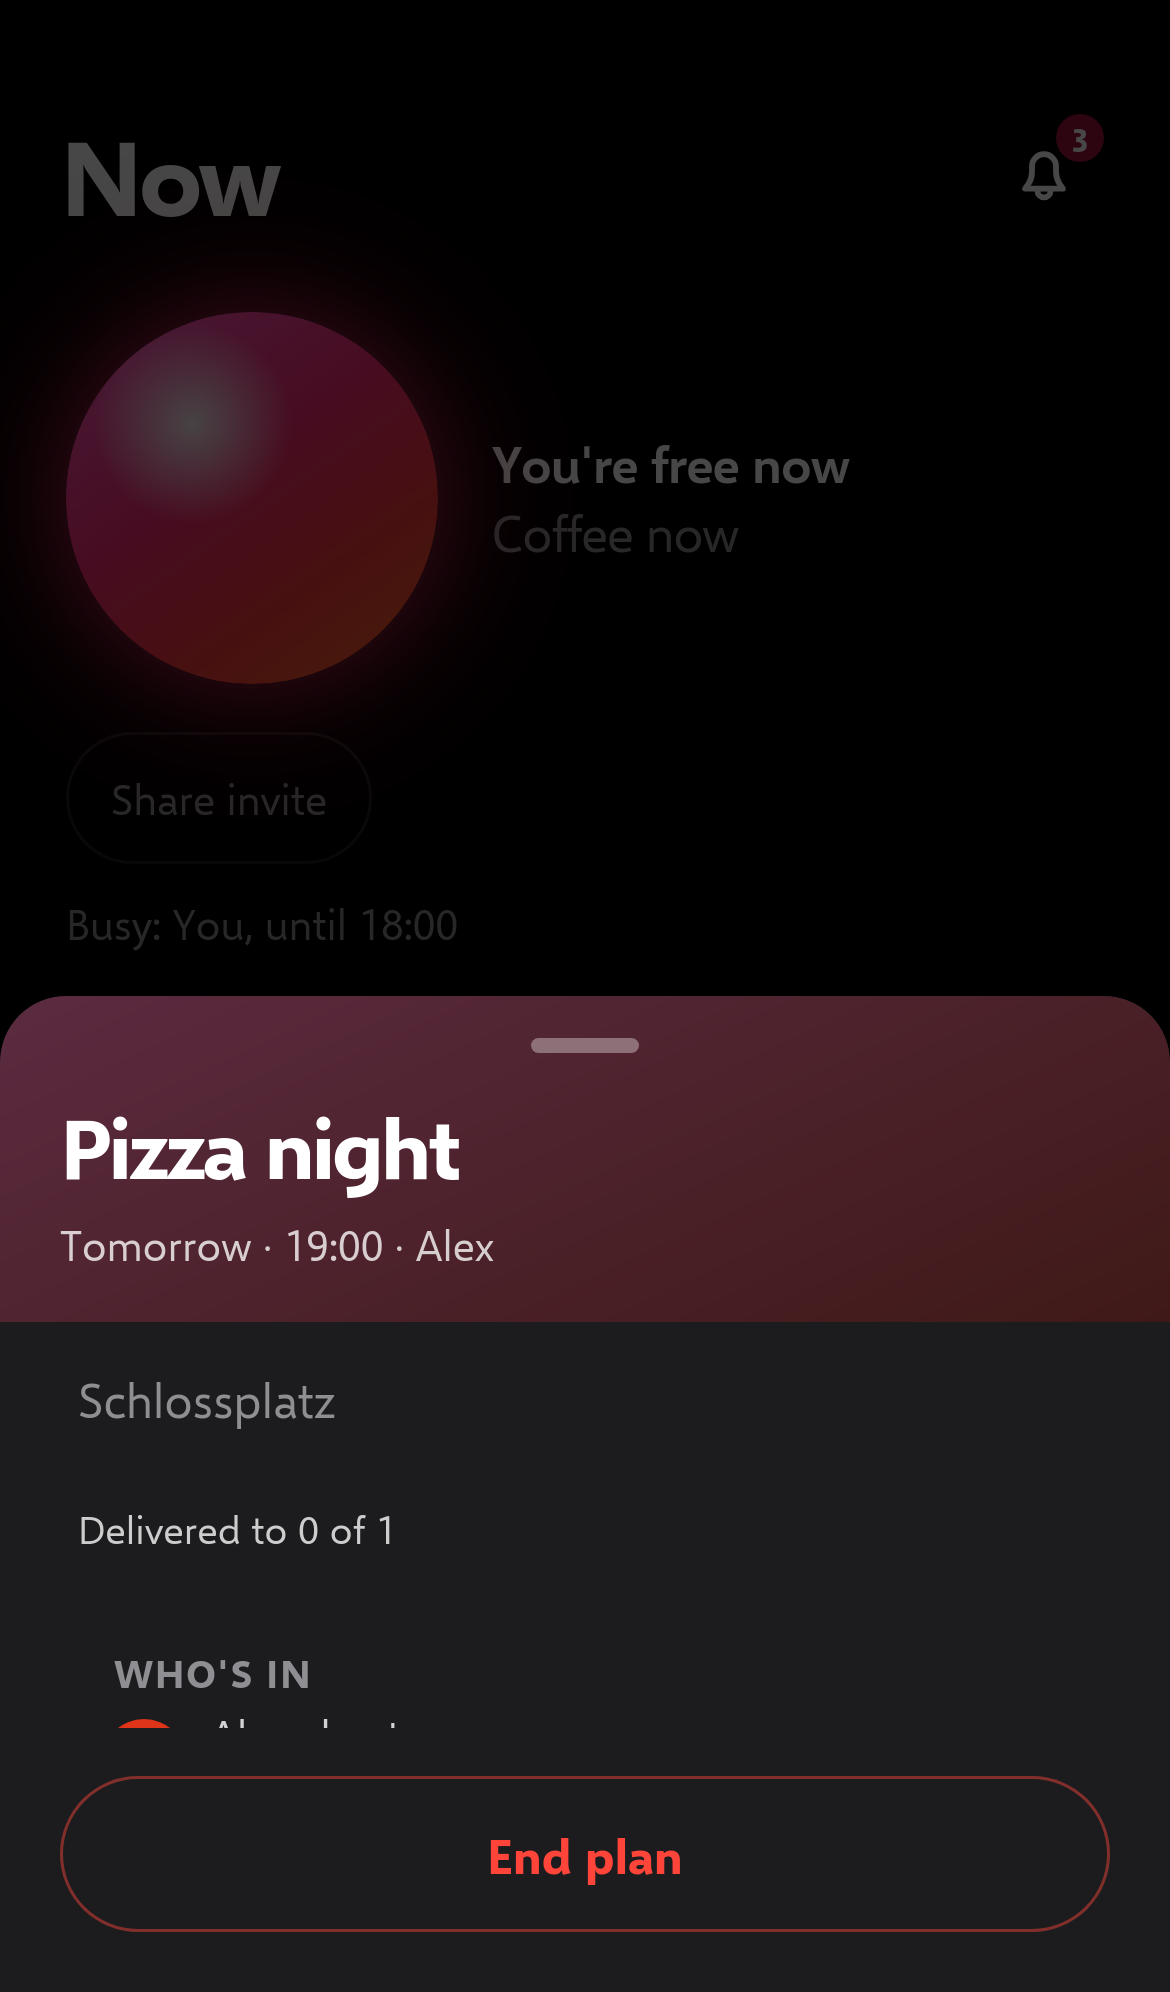 Now
3
You're free now
Coffee now
Share invite
Busy: You, until 18:00
Pizza night
Tomorrow · 19:00 · Alex
Schlossplatz
Delivered to 0 of 1
WHO'S IN
End plan